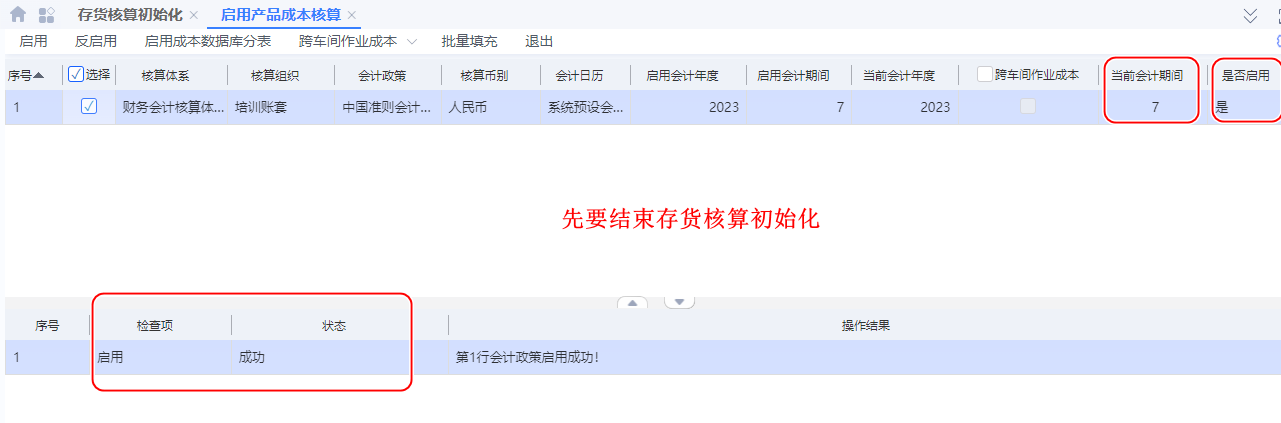 存货核算初始化 × 启用产品成本核算 ×
启用 反启用 启用成本数据库分表 跨车间作业成本 批量填充 退出
序号 选择 核算体系 核算组织 会计政策 核算币别 会计日历 启用会计年度 启用会计期间 当前会计年度 跨车间作业成本 当前会计期间 是否启用
1 财务会计核算体... 培训账套 中国准则会计... 人民币 系统预设会... 2023 7 2023 7 是
先要结束存货核算初始化
序号 检查项 状态 操作结果
1 启用 成功 第1行会计政策启用成功!